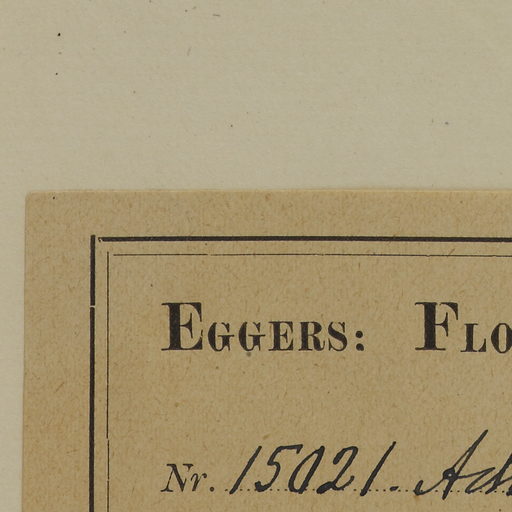 EGGERS: FLO
Nr. 15021. Ad